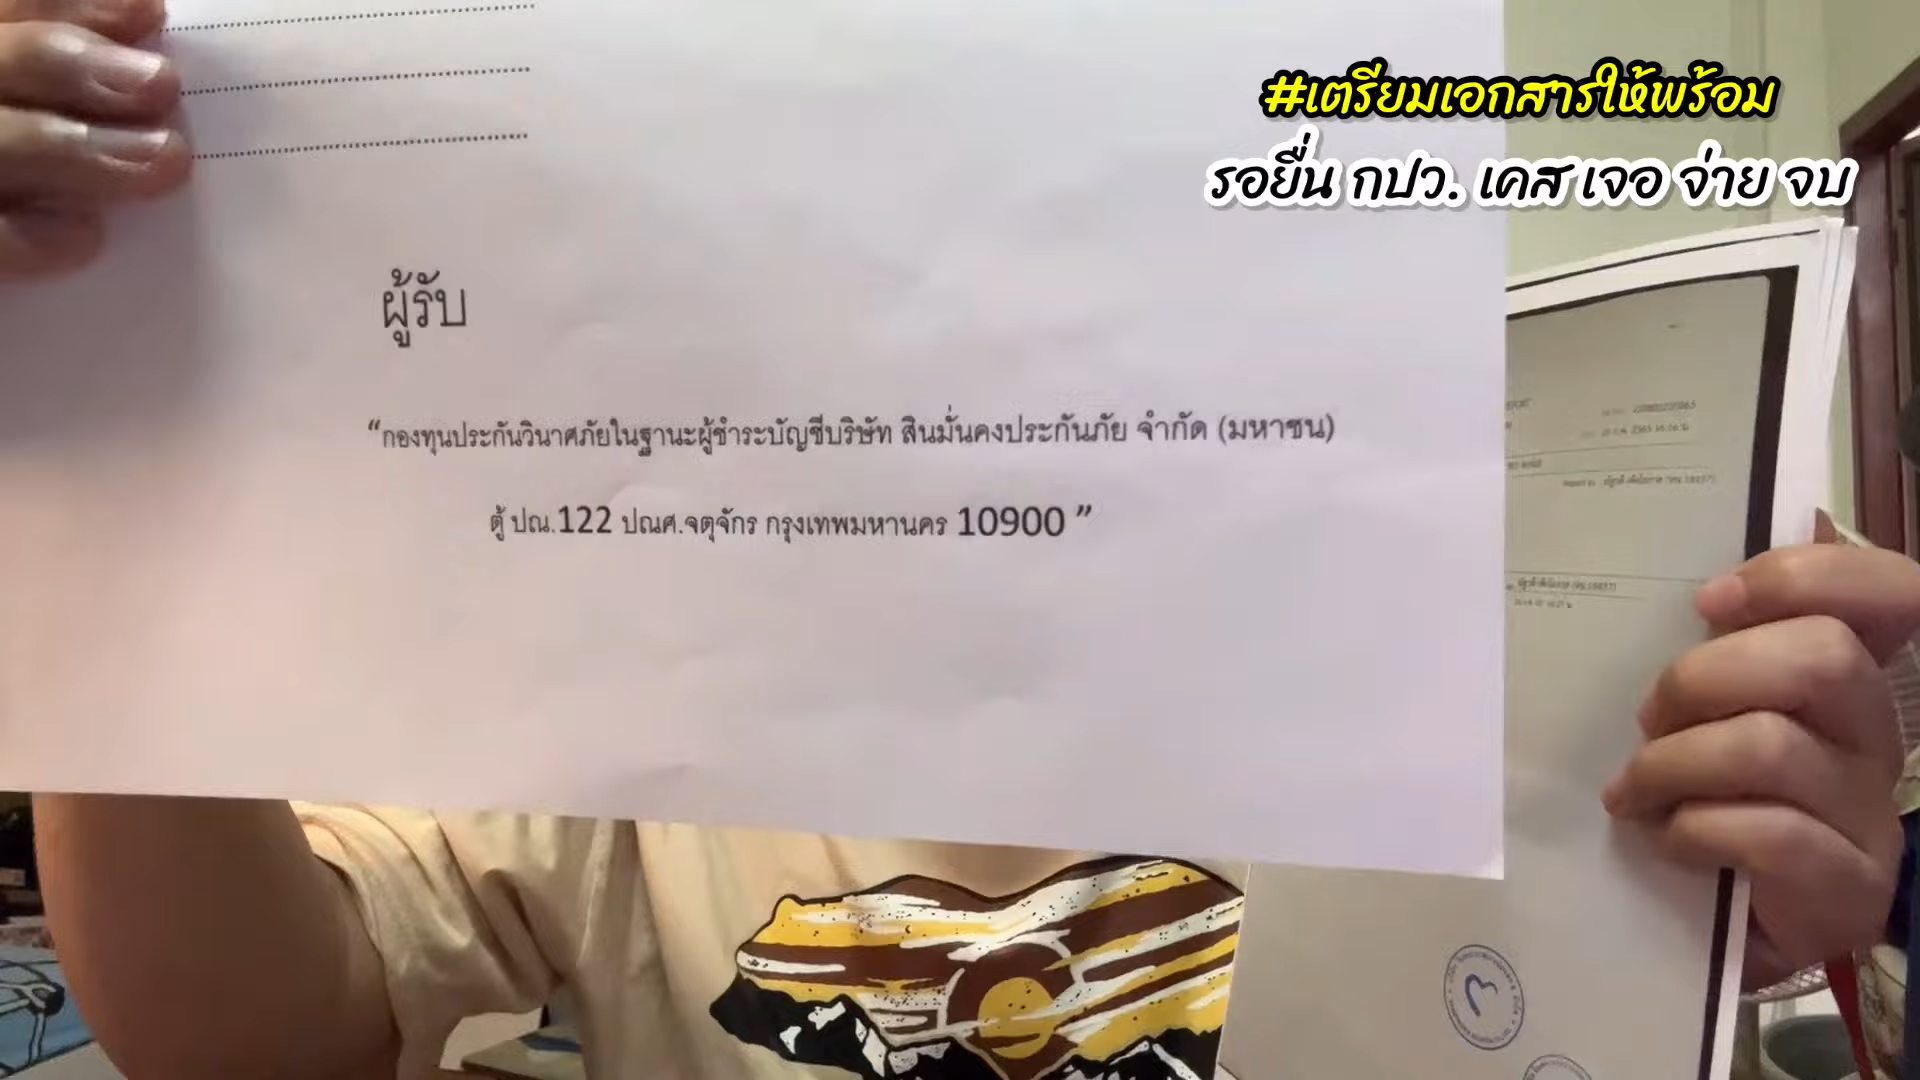 #เตรียมเอกสารให้พร้อม
รอยื่น กปว. เคส เจอ จ่าย จบ
ผู้รับ
“กองทุนประกันวินาศภัยในฐานะผู้ชำระบัญชีบริษัท สินมั่นคงประกันภัย จำกัด (มหาชน)
ตู้ ปณ.122 ปณศ.จตุจักร กรุงเทพมหานคร 10900 ”